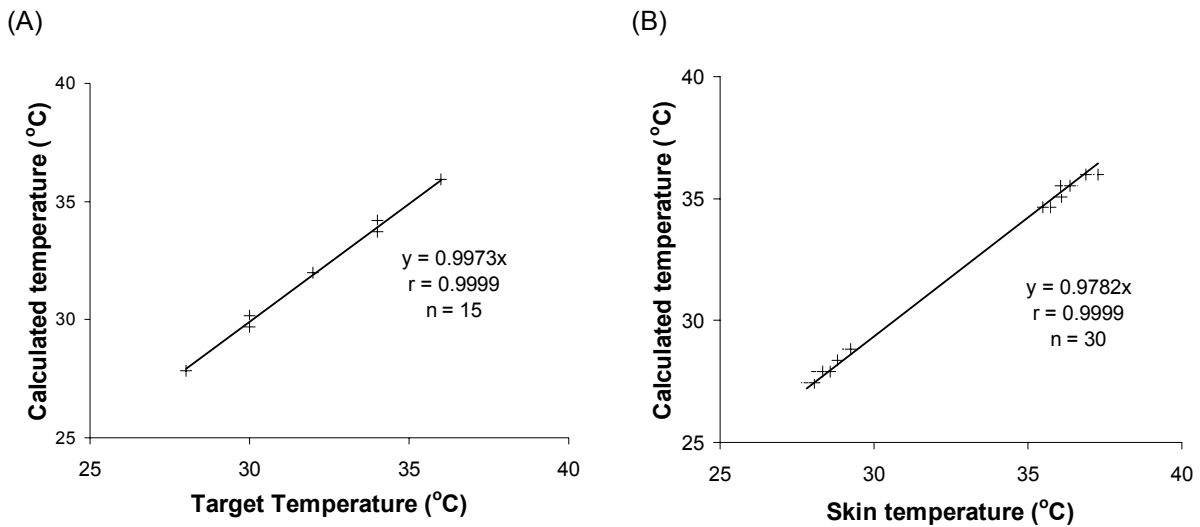 (A)
Calculated temperature (°C)
40
35
30
25
25 30 35 40
y = 0.9973x
r = 0.9999
n = 15
Target Temperature (°C)
(B)
Calculated temperature (°C)
40
35
30
25
25 30 35 40
y = 0.9782x
r = 0.9999
n = 30
Skin temperature (°C)